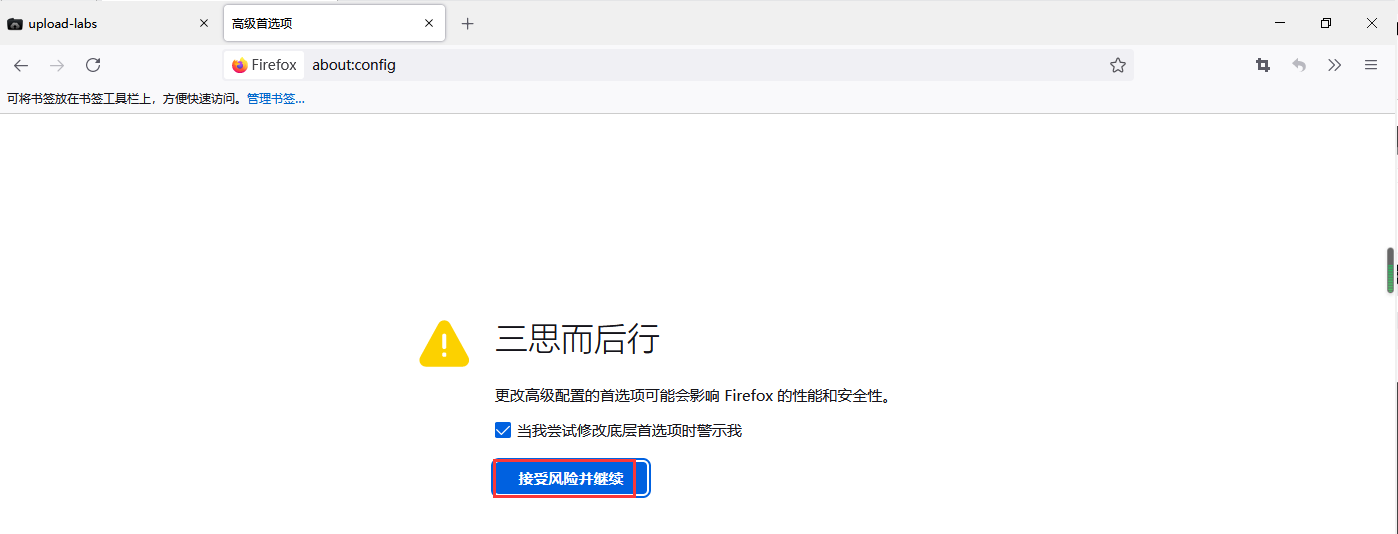 upload-labs
高级首选项
Firefox
about:config
可将书签放在书签工具栏上，方便快速访问。管理书签...
三思而后行
更改高级配置的首选项可能会影响 Firefox 的性能和安全性。
当我尝试修改底层首选项时警示我
接受风险并继续